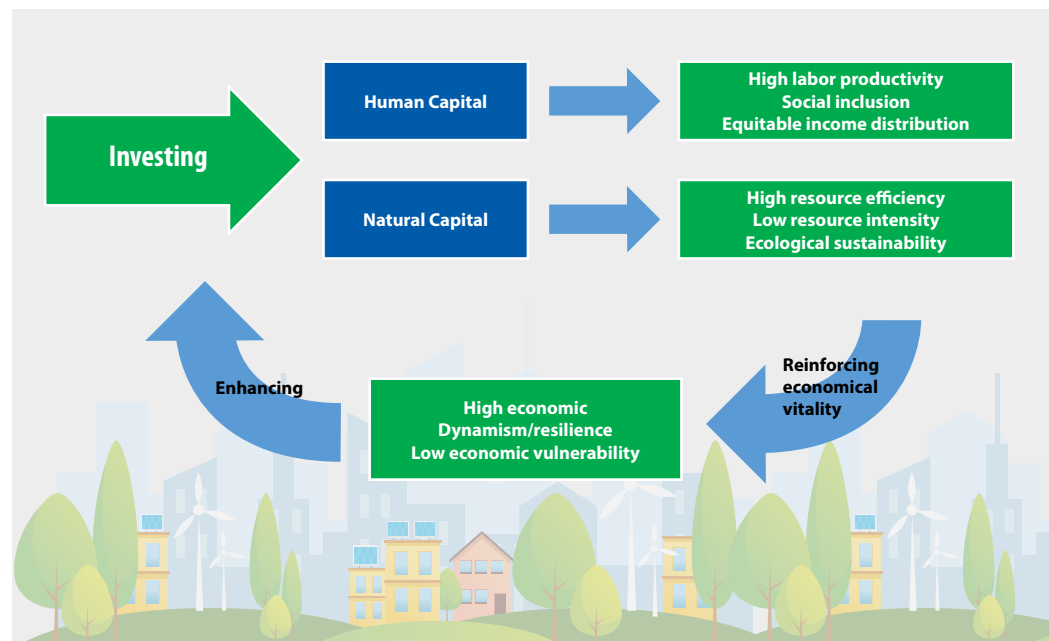 Investing
Human Capital
High labor productivity
Social inclusion
Equitable income distribution
Natural Capital
High resource efficiency
Low resource intensity
Ecological sustainability
Reinforcing
economical
vitality
High economic
Dynamism/resilience
Low economic vulnerability
Enhancing